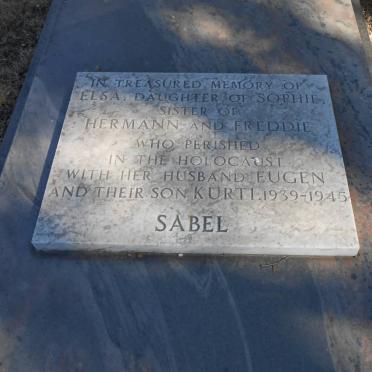 IN TREASURED MEMORY OF
ELSA, DAUGHTER OF SOPHIE,
SISTER OF
HERMANN AND FREDDIE
WHO PERISHED
IN THE HOLOCAUST
WITH HER HUSBAND EUGEN
AND THEIR SON KURTI. 1939-1945
SABEL